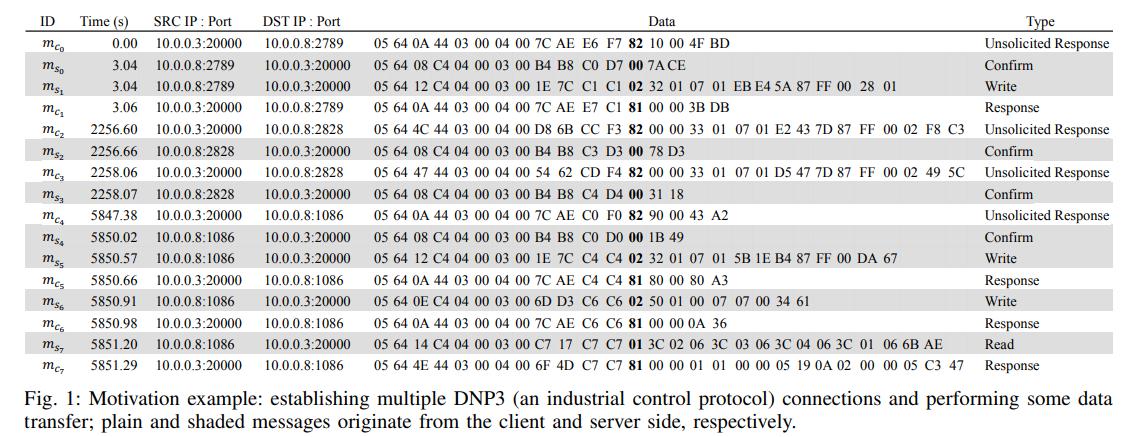 ID Time (s) SRC IP : Port DST IP : Port Data Type
mc0 0.00 10.0.0.3:20000 10.0.0.8:2789 05 64 0A 44 03 00 04 00 7C AE E6 F7 82 10 00 4F BD Unsolicited Response
ms0 3.04 10.0.0.8:2789 10.0.0.3:20000 05 64 08 C4 04 00 03 00 B4 B8 C0 D7 00 7A CE Confirm
ms1 3.04 10.0.0.8:2789 10.0.0.3:20000 05 64 12 C4 04 00 03 00 1E 7C C1 C1 02 32 01 07 01 EB E4 5A 87 FF 00 28 01 Write
mc1 3.06 10.0.0.3:20000 10.0.0.8:2789 05 64 0A 44 03 00 04 00 7C AE E7 C1 81 00 00 3B DB Response
mc2 2256.60 10.0.0.3:20000 10.0.0.8:2828 05 64 4C 44 03 00 04 00 D8 6B CC F3 82 00 00 33 01 07 01 E2 43 7D 87 FF 00 02 F8 C3 Unsolicited Response
ms2 2256.66 10.0.0.8:2828 10.0.0.3:20000 05 64 08 C4 04 00 03 00 B4 B8 C3 D3 00 78 D3 Confirm
mc3 2258.06 10.0.0.3:20000 10.0.0.8:2828 05 64 47 44 03 00 04 00 54 62 CD F4 82 00 00 33 01 07 01 D5 47 7D 87 FF 00 02 49 5C Unsolicited Response
ms3 2258.07 10.0.0.8:2828 10.0.0.3:20000 05 64 08 C4 04 00 03 00 B4 B8 C4 D4 00 31 18 Confirm
mc4 5847.38 10.0.0.3:20000 10.0.0.8:1086 05 64 0A 44 03 00 04 00 7C AE C0 F0 82 90 00 43 A2 Unsolicited Response
ms4 5850.02 10.0.0.8:1086 10.0.0.3:20000 05 64 08 C4 04 00 03 00 B4 B8 C0 D0 00 1B 49 Confirm
ms5 5850.57 10.0.0.8:1086 10.0.0.3:20000 05 64 12 C4 04 00 03 00 1E 7C C4 C4 02 32 01 07 01 5B 1E B4 87 FF 00 DA 67 Write
mc5 5850.66 10.0.0.3:20000 10.0.0.8:1086 05 64 0A 44 03 00 04 00 7C AE C4 C4 81 80 00 80 A3 Response
ms6 5850.91 10.0.0.8:1086 10.0.0.3:20000 05 64 0E C4 04 00 03 00 6D D3 C6 C6 02 50 01 00 07 07 00 34 61 Write
mc6 5850.98 10.0.0.3:20000 10.0.0.8:1086 05 64 0A 44 03 00 04 00 7C AE C6 C6 81 00 00 0A 36 Response
ms7 5851.20 10.0.0.8:1086 10.0.0.3:20000 05 64 14 C4 04 00 03 00 C7 17 C7 C7 01 3C 02 06 3C 03 06 3C 04 06 3C 01 06 6B AE Read
mc7 5851.29 10.0.0.3:20000 10.0.0.8:1086 05 64 4E 44 03 00 04 00 6F 4D C7 C7 81 00 00 01 01 00 00 05 19 0A 02 00 00 05 C3 47 Response
Fig. 1: Motivation example: establishing multiple DNP3 (an industrial control protocol) connections and performing some data
transfer; plain and shaded messages originate from the client and server side, respectively.